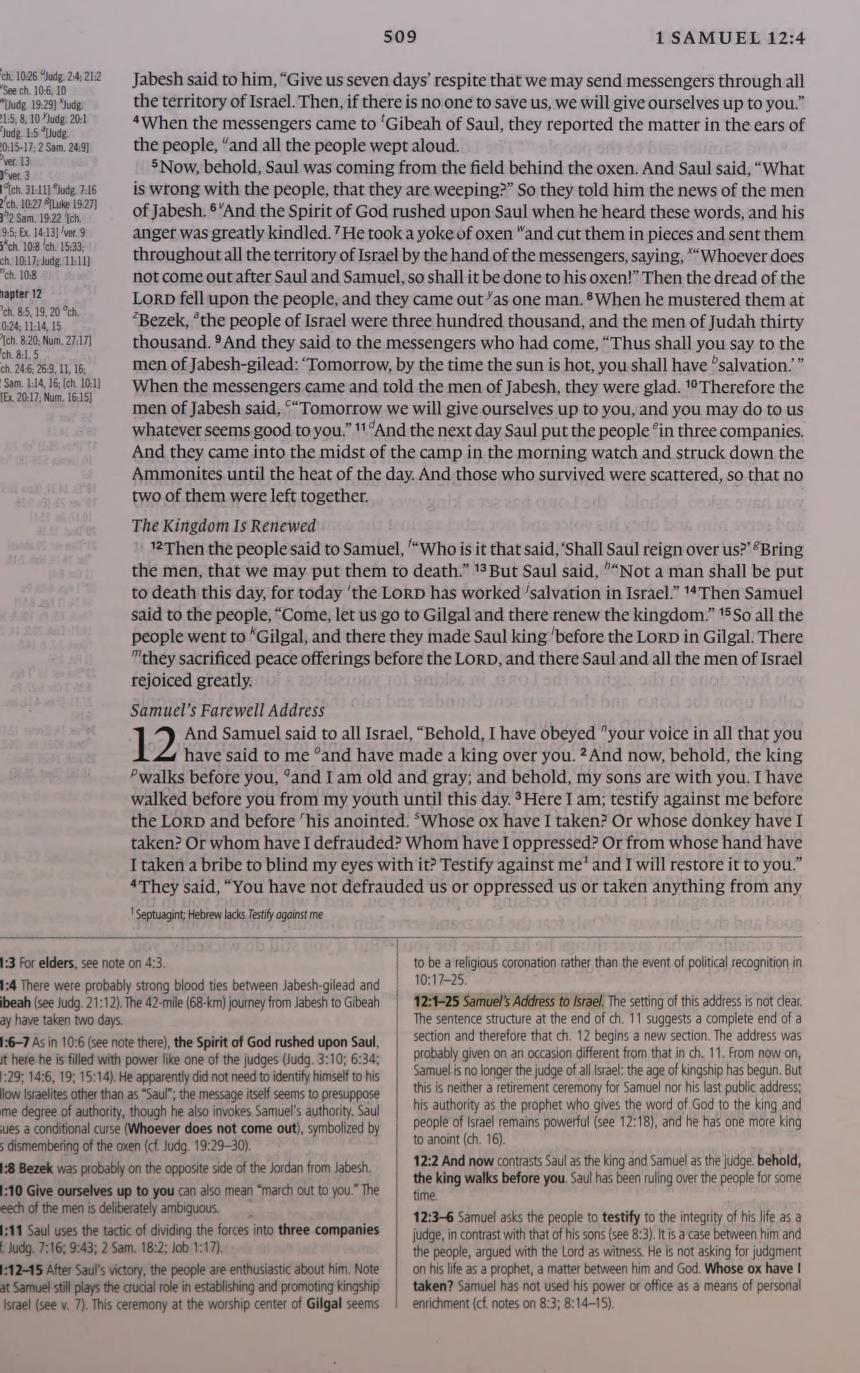 509
1 SAMUEL 12:4
ch. 10:26 ᵘJudg. 2:4; 21:2
ᵛSee ch. 10:6, 10
ʷ[Judg. 19:29] ˣJudg.
21:5, 8, 10 ʸJudg. 20:1
ᶻJudg. 1:5 ᵃ[Judg.
20:15-17; 2 Sam. 24:9]
ᵇver. 13
ᶜver. 3
ᵈ[ch. 31:11] ᵉJudg. 7:16
ᶠch. 10:27 ᵍ[Luke 19:27]
ʰ2 Sam. 19:22 ⁱ[ch.
9:5; Ex. 14:13] ʲver. 9
ᵏch. 10:8 ˡch. 15:33;
ch. 10:17; Judg. 11:11]
ᵐch. 10:8
hapter 12
ⁿch. 8:5, 19, 20 ᵒch.
0:24; 11:14, 15
ᵖ[ch. 8:20; Num. 27:17]
ch. 8:1, 5
ch. 24:6; 26:9, 11, 16;
Sam. 1:14, 16; [ch. 10:1]
[Ex. 20:17; Num. 16:15]
Jabesh said to him, “Give us seven days’ respite that we may send messengers through all
the territory of Israel. Then, if there is no one to save us, we will give ourselves up to you.”
⁴When the messengers came to ᵗGibeah of Saul, they reported the matter in the ears of
the people, ᵘand all the people wept aloud.
⁵Now, behold, Saul was coming from the field behind the oxen. And Saul said, “What
is wrong with the people, that they are weeping?” So they told him the news of the men
of Jabesh. ⁶ᵛAnd the Spirit of God rushed upon Saul when he heard these words, and his
anger was greatly kindled. ⁷He took a yoke of oxen ʷand cut them in pieces and sent them
throughout all the territory of Israel by the hand of the messengers, saying, ˣ“Whoever does
not come out after Saul and Samuel, so shall it be done to his oxen!” Then the dread of the
LORD fell upon the people, and they came out ʸas one man. ⁸When he mustered them at
ᶻBezek, ᵃthe people of Israel were three hundred thousand, and the men of Judah thirty
thousand. ⁹And they said to the messengers who had come, “Thus shall you say to the
men of Jabesh-gilead: ‘Tomorrow, by the time the sun is hot, you shall have ᵇsalvation.’”
When the messengers came and told the men of Jabesh, they were glad. ¹⁰Therefore the
men of Jabesh said, ᶜ“Tomorrow we will give ourselves up to you, and you may do to us
whatever seems good to you.” ¹¹ᵈAnd the next day Saul put the people ᵉin three companies.
And they came into the midst of the camp in the morning watch and struck down the
Ammonites until the heat of the day. And those who survived were scattered, so that no
two of them were left together.
The Kingdom Is Renewed
¹²Then the people said to Samuel, ᶠ“Who is it that said, ‘Shall Saul reign over us?’ ᵍBring
the men, that we may put them to death.” ¹³But Saul said, ʰ“Not a man shall be put
to death this day, for today ⁱthe LORD has worked ʲsalvation in Israel.” ¹⁴Then Samuel
said to the people, “Come, let us go to Gilgal and there renew the kingdom.” ¹⁵So all the
people went to ᵏGilgal, and there they made Saul king ˡbefore the LORD in Gilgal. There
ᵐthey sacrificed peace offerings before the LORD, and there Saul and all the men of Israel
rejoiced greatly.
Samuel’s Farewell Address
12 And Samuel said to all Israel, “Behold, I have obeyed ⁿyour voice in all that you
have said to me ᵒand have made a king over you. ²And now, behold, the king
ᵖwalks before you, ᵠand I am old and gray; and behold, my sons are with you. I have
walked before you from my youth until this day. ³Here I am; testify against me before
the LORD and before ʳhis anointed. ˢWhose ox have I taken? Or whose donkey have I
taken? Or whom have I defrauded? Whom have I oppressed? Or from whose hand have
I taken a bribe to blind my eyes with it? Testify against me¹ and I will restore it to you.”
⁴They said, “You have not defrauded us or oppressed us or taken anything from any
¹ Septuagint; Hebrew lacks Testify against me
1:3 For elders, see note on 4:3.
1:4 There were probably strong blood ties between Jabesh-gilead and
ibeah (see Judg. 21:12). The 42-mile (68-km) journey from Jabesh to Gibeah
ay have taken two days.
1:6–7 As in 10:6 (see note there), the Spirit of God rushed upon Saul,
ut here he is filled with power like one of the judges (Judg. 3:10; 6:34;
:29; 14:6, 19; 15:14). He apparently did not need to identify himself to his
llow Israelites other than as “Saul”; the message itself seems to presuppose
ome degree of authority, though he also invokes Samuel’s authority. Saul
sues a conditional curse (Whoever does not come out), symbolized by
s dismembering of the oxen (cf. Judg. 19:29–30).
1:8 Bezek was probably on the opposite side of the Jordan from Jabesh.
1:10 Give ourselves up to you can also mean “march out to you.” The
eech of the men is deliberately ambiguous.
1:11 Saul uses the tactic of dividing the forces into three companies
f. Judg. 7:16; 9:43; 2 Sam. 18:2; Job 1:17).
1:12–15 After Saul’s victory, the people are enthusiastic about him. Note
at Samuel still plays the crucial role in establishing and promoting kingship
Israel (see v. 7). This ceremony at the worship center of Gilgal seems
to be a religious coronation rather than the event of political recognition in
10:17–25.
12:1–25 Samuel’s Address to Israel. The setting of this address is not clear.
The sentence structure at the end of ch. 11 suggests a complete end of a
section and therefore that ch. 12 begins a new section. The address was
probably given on an occasion different from that in ch. 11. From now on,
Samuel is no longer the judge of all Israel: the age of kingship has begun. But
this is neither a retirement ceremony for Samuel nor his last public address;
his authority as the prophet who gives the word of God to the king and
people of Israel remains powerful (see 12:18), and he has one more king
to anoint (ch. 16).
12:2 And now contrasts Saul as the king and Samuel as the judge. behold,
the king walks before you. Saul has been ruling over the people for some
time.
12:3–6 Samuel asks the people to testify to the integrity of his life as a
judge, in contrast with that of his sons (see 8:3). It is a case between him and
the people, argued with the Lord as witness. He is not asking for judgment
on his life as a prophet, a matter between him and God. Whose ox have I
taken? Samuel has not used his power or office as a means of personal
enrichment (cf. notes on 8:3; 8:14–15).